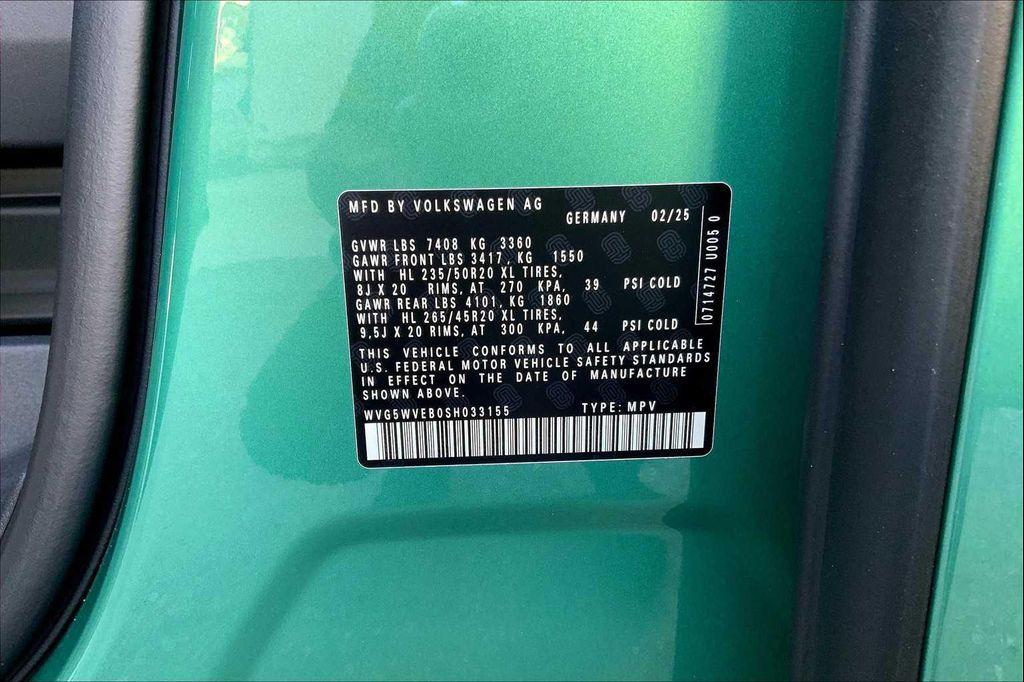 MFD BY VOLKSWAGEN AG
GERMANY 02/25
GVWR LBS 7408 KG 3360
GAWR FRONT LBS 3417, KG 1550
WITH HL 235/50R20 XL TIRES,
8J X 20 RIMS, AT 270 KPA, 39 PSI COLD
GAWR REAR LBS 4101, KG 1860
WITH HL 265/45R20 XL TIRES,
9,5J X 20 RIMS, AT 300 KPA, 44 PSI COLD
THIS VEHICLE CONFORMS TO ALL APPLICABLE
U.S. FEDERAL MOTOR VEHICLE SAFETY STANDARDS
IN EFFECT ON THE DATE OF MANUFACTURE
SHOWN ABOVE.
WVG5WVEB0SH033155 TYPE: MPV
0714727 U005 0